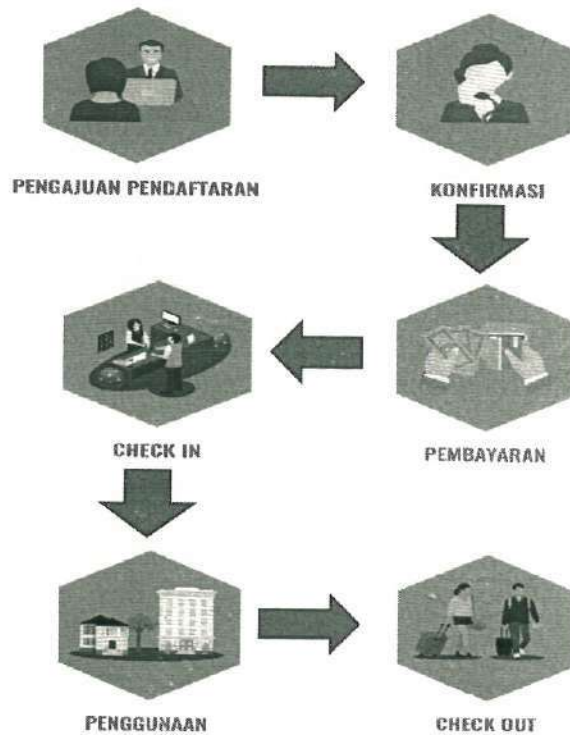 PENGAJUAN PENDAFTARAN
KONFIRMASI
PEMBAYARAN
CHECK IN
PENGGUNAAN
CHECK OUT